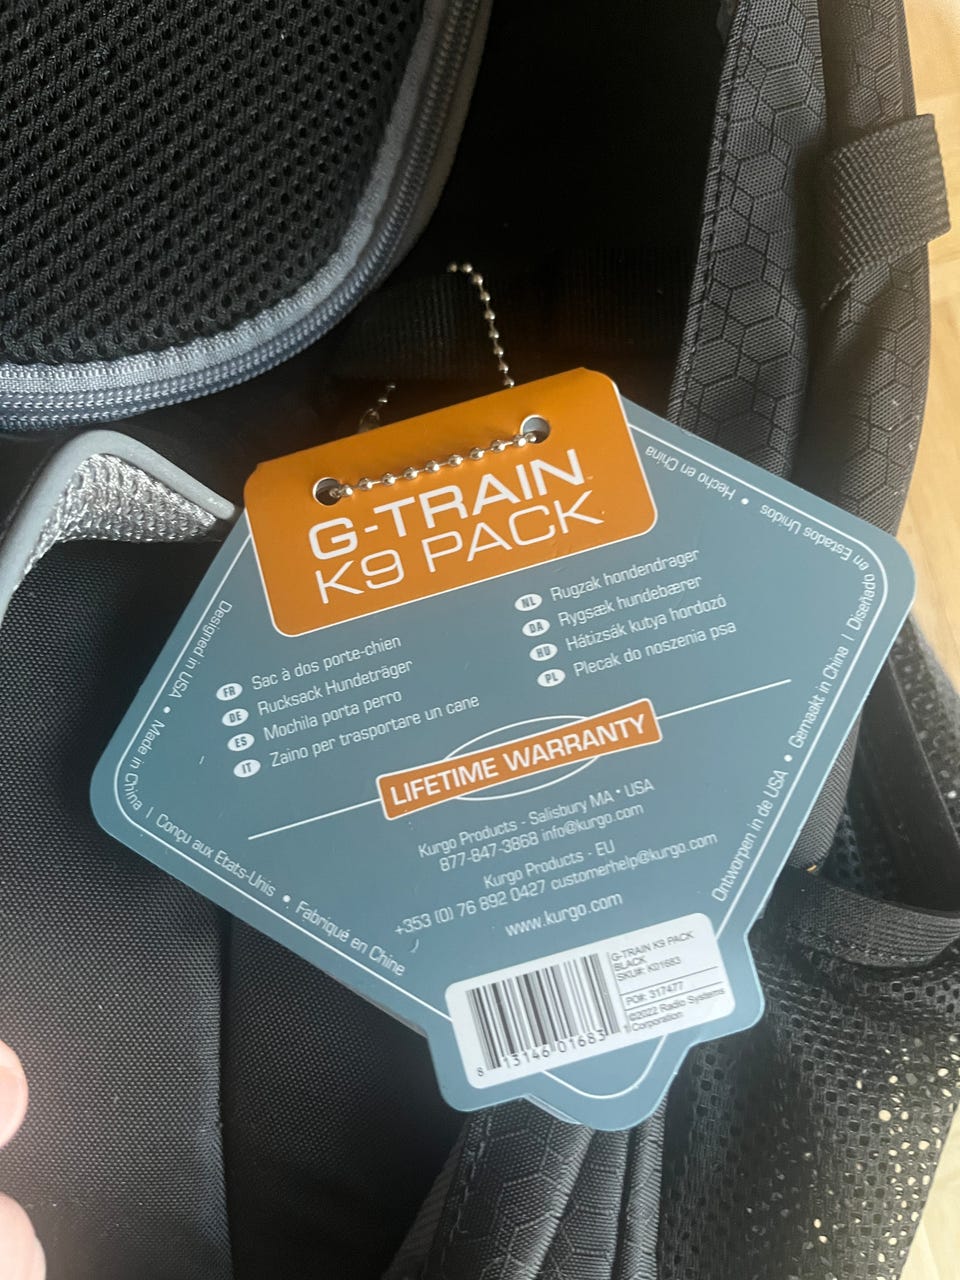 G-TRAIN™
K9 PACK
FR Sac à dos porte-chien
DE Rucksack Hundeträger
ES Mochila porta perro
IT Zaino per trasportare un cane
NL Rugzak hondendrager
DA Rygsæk hundebærer
HU Hátizsák kutya hordozó
PL Plecak do noszenia psa
LIFETIME WARRANTY
Kurgo Products - Salisbury MA • USA
877-847-3868 info@kurgo.com
Kurgo Products - EU
+353 (0) 76 892 0427 customerhelp@kurgo.com
www.kurgo.com
Designed in USA • Made in China | Conçu aux Etats-Unis • Fabriqué en Chine
Ontworpen in de USA • Gemaakt in China | Diseñado en Estados Unidos • Hecho en China
G-TRAIN K9 PACK
BLACK
SKU#: K01683
PO#: 317477
©2022 Radio Systems
Corporation
8 13146 01683 1